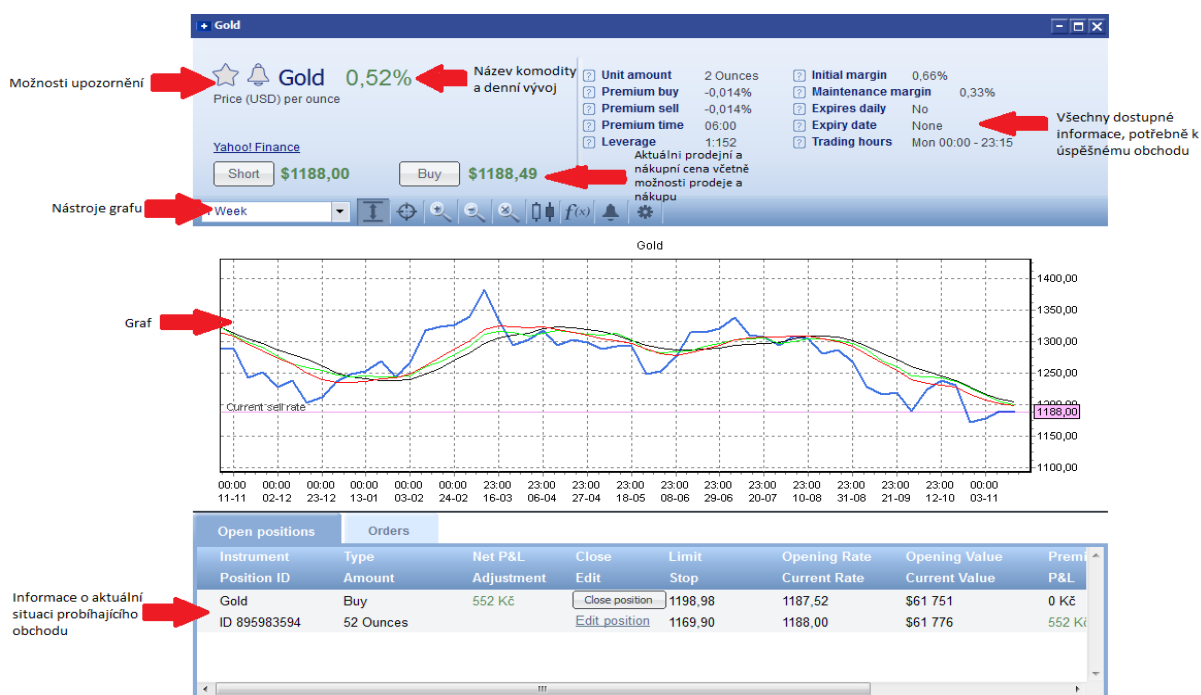 Gold
Možnosti upozornění
Gold 0,52%
Price (USD) per ounce
Název komodity
a denní vývoj
Yahoo! Finance
Short $1188,00 Buy $1188,49
Unit amount 2 Ounces
Premium buy -0,014%
Premium sell -0,014%
Premium time 06:00
Leverage 1:152
Initial margin 0,66%
Maintenance margin 0,33%
Expires daily No
Expiry date None
Trading hours Mon 00:00 - 23:15
Všechny dostupné
informace, potřebně k
úspěšnému obchodu
Aktuálni prodejní a
nákupní cena včetně
možnosti prodeje a
nákupu
Nástroje grafu
Week
f(x)
Gold
Graf
1400,00
1350,00
1300,00
1250,00
1200,00
1188,00
1150,00
1100,00
Current sell rate
00:00 00:00 00:00 00:00 00:00 00:00 23:00 23:00 23:00 23:00 23:00 23:00 23:00 23:00 23:00 23:00 23:00 00:00
11-11 02-12 23-12 13-01 03-02 24-02 16-03 06-04 27-04 18-05 08-06 29-06 20-07 10-08 31-08 21-09 12-10 03-11
Open positions Orders
Instrument Type Net P&L Close Limit Opening Rate Opening Value
Position ID Amount Adjustment Edit Stop Current Rate Current Value P&L
Gold Buy 552 Kč Close position 1198,98 1187,52 $61 751 0 Kč
ID 895983594 52 Ounces Edit position 1169,90 1188,00 $61 776 552 Kč
Informace o aktuální
situaci probíhajícího
obchodu